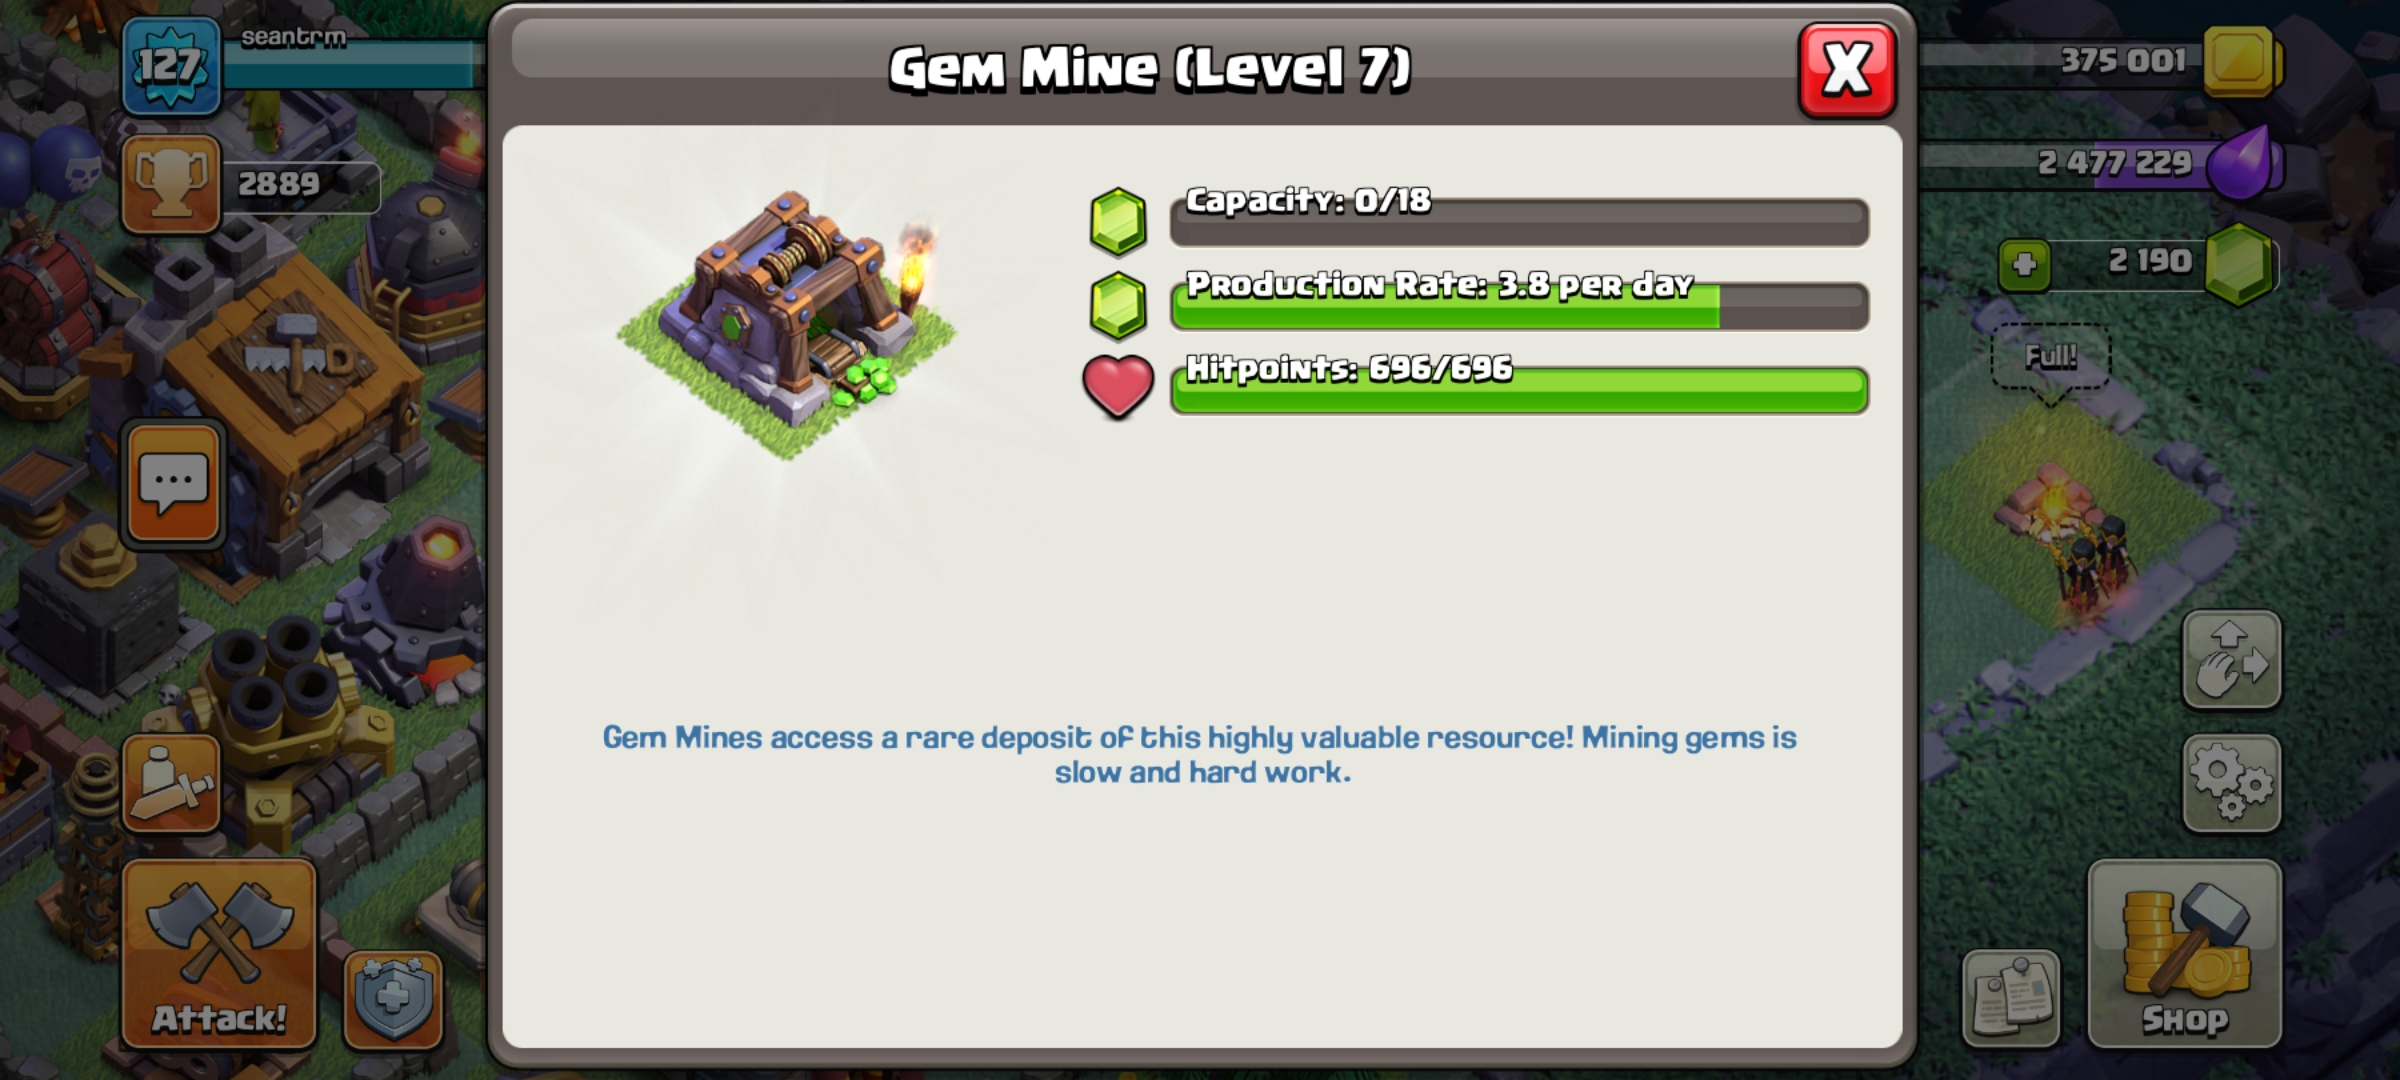 127
seantrm
2889
Gem Mine (Level 7)
X
375 001
2 477 229
2 190
Capacity: 0/18
Production Rate: 3.8 per day
Hitpoints: 696/696
Full!
Gem Mines access a rare deposit of this highly valuable resource! Mining gems is
slow and hard work.
Attack!
Shop